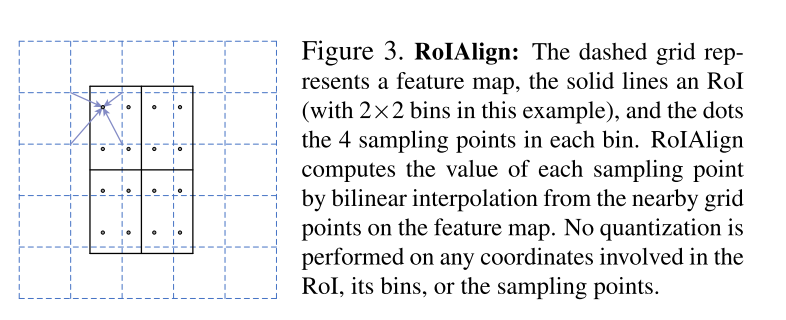 Figure 3. RoIAlign: The dashed grid rep-
resents a feature map, the solid lines an RoI
(with 2×2 bins in this example), and the dots
the 4 sampling points in each bin. RoIAlign
computes the value of each sampling point
by bilinear interpolation from the nearby grid
points on the feature map. No quantization is
performed on any coordinates involved in the
RoI, its bins, or the sampling points.